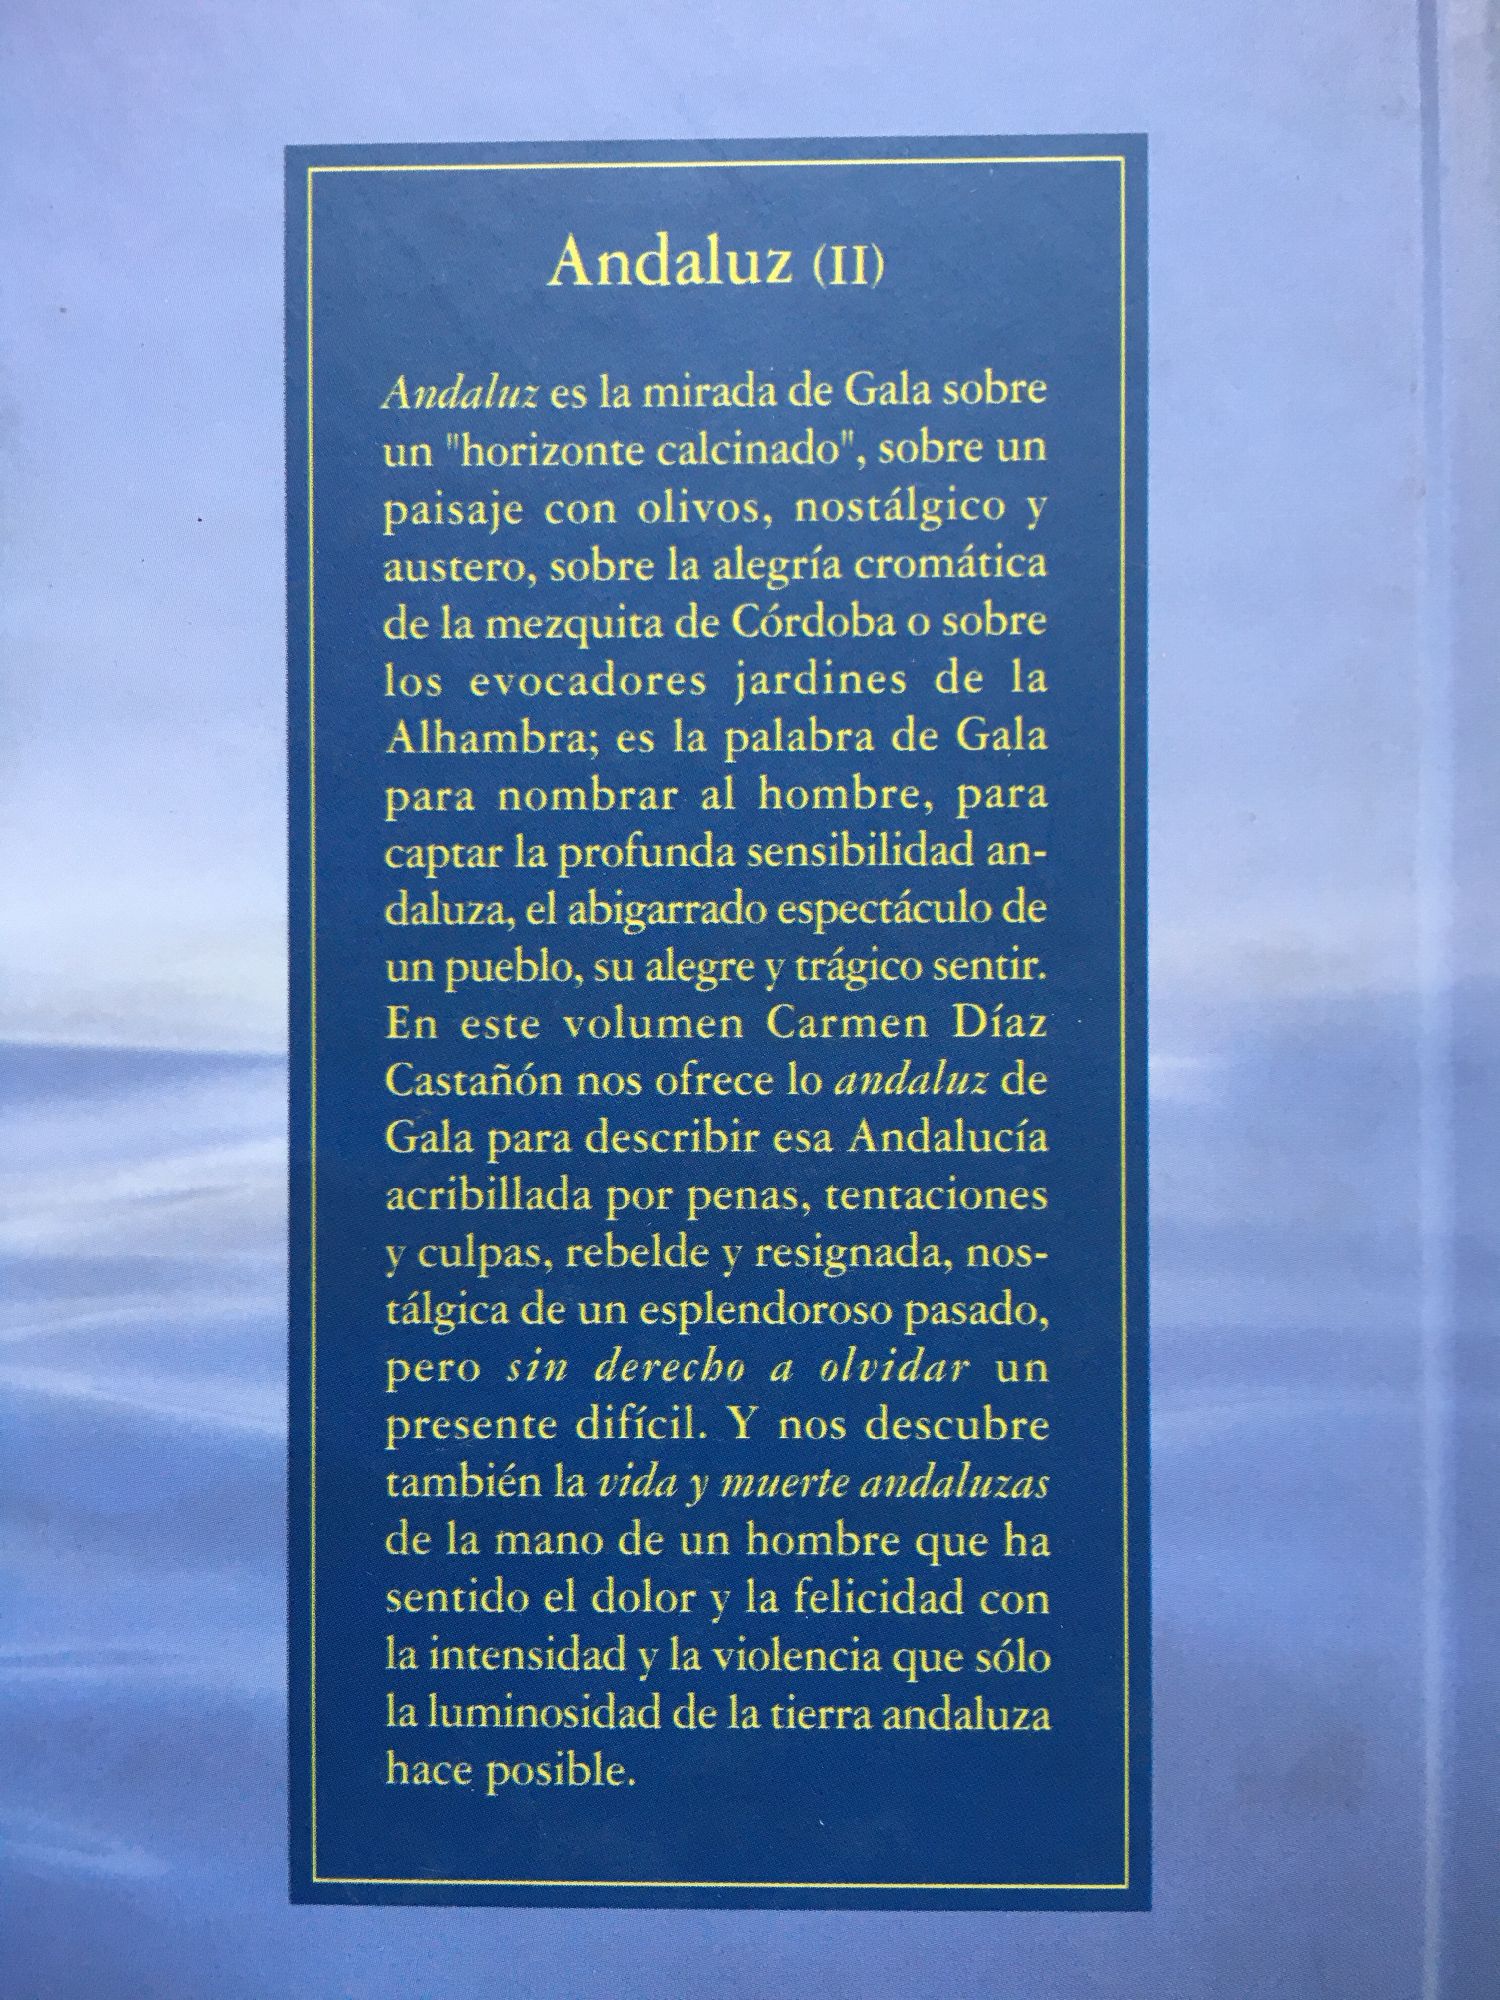 Andaluz (II)
Andaluz es la mirada de Gala sobre
un "horizonte calcinado", sobre un
paisaje con olivos, nostálgico y
austero, sobre la alegría cromática
de la mezquita de Córdoba o sobre
los evocadores jardines de la
Alhambra; es la palabra de Gala
para nombrar al hombre, para
captar la profunda sensibilidad an-
daluza, el abigarrado espectáculo de
un pueblo, su alegre y trágico sentir.
En este volumen Carmen Díaz
Castañón nos ofrece lo andaluz de
Gala para describir esa Andalucía
acribillada por penas, tentaciones
y culpas, rebelde y resignada, nos-
tálgica de un esplendoroso pasado,
pero sin derecho a olvidar un
presente difícil. Y nos descubre
también la vida y muerte andaluzas
de la mano de un hombre que ha
sentido el dolor y la felicidad con
la intensidad y la violencia que sólo
la luminosidad de la tierra andaluza
hace posible.